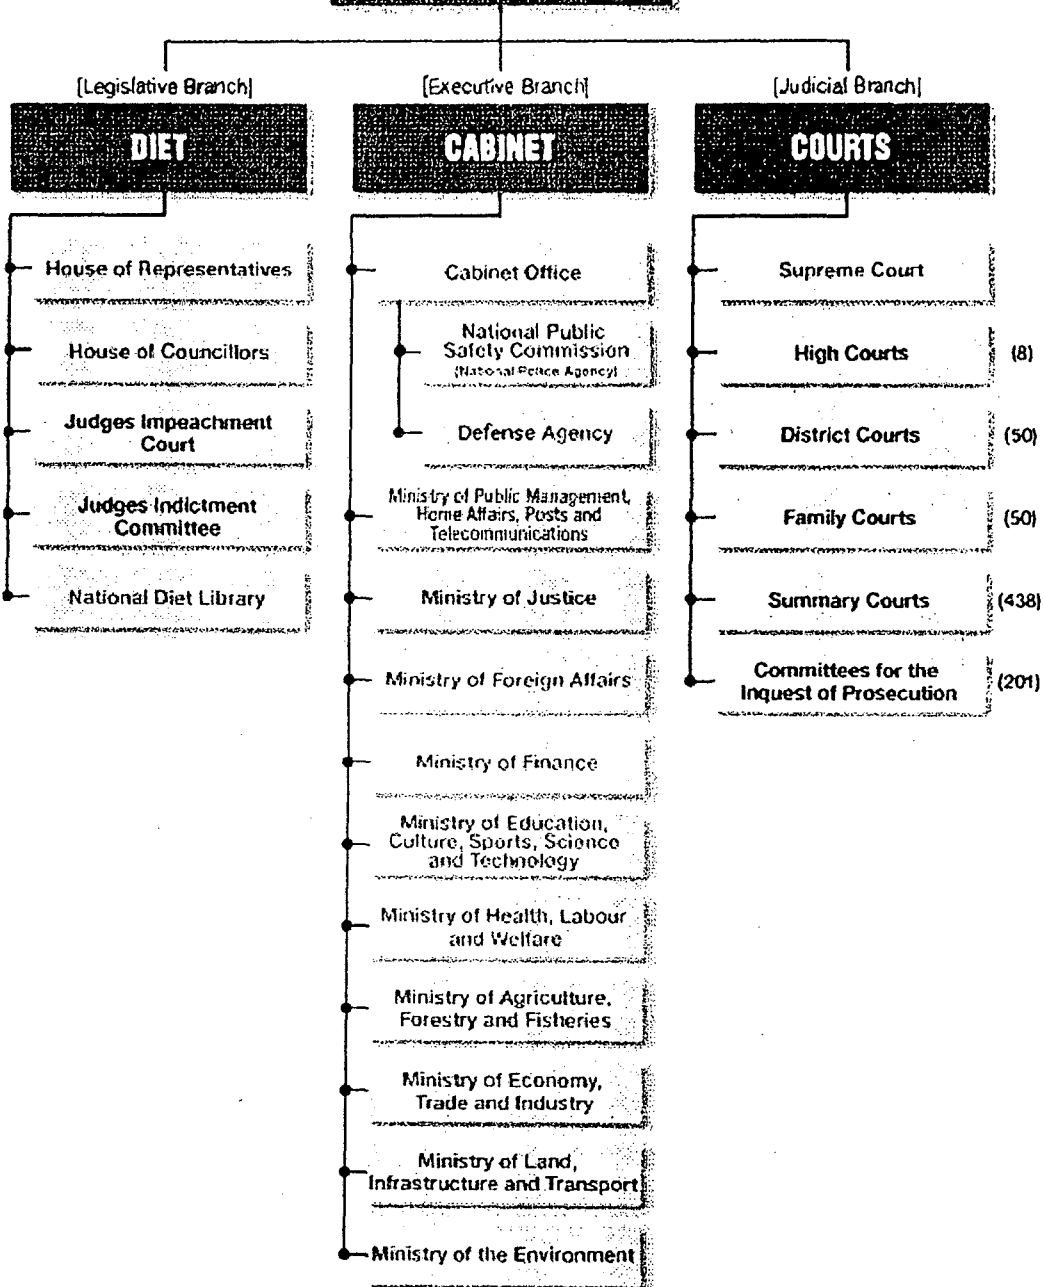 [Legislative Branch]
DIET
House of Representatives
House of Councillors
Judges Impeachment
Court
Judges Indictment
Committee
National Diet Library
[Executive Branch]
CABINET
Cabinet Office
National Public
Safety Commission
(National Police Agency)
Defense Agency
Ministry of Public Management,
Home Affairs, Posts and
Telecommunications
Ministry of Justice
Ministry of Foreign Affairs
Ministry of Finance
Ministry of Education,
Culture, Sports, Science
and Technology
Ministry of Health, Labour
and Welfare
Ministry of Agriculture,
Forestry and Fisheries
Ministry of Economy,
Trade and Industry
Ministry of Land,
Infrastructure and Transport
Ministry of the Environment
[Judicial Branch]
COURTS
Supreme Court
High Courts (8)
District Courts (50)
Family Courts (50)
Summary Courts (438)
Committees for the
Inquest of Prosecution (201)